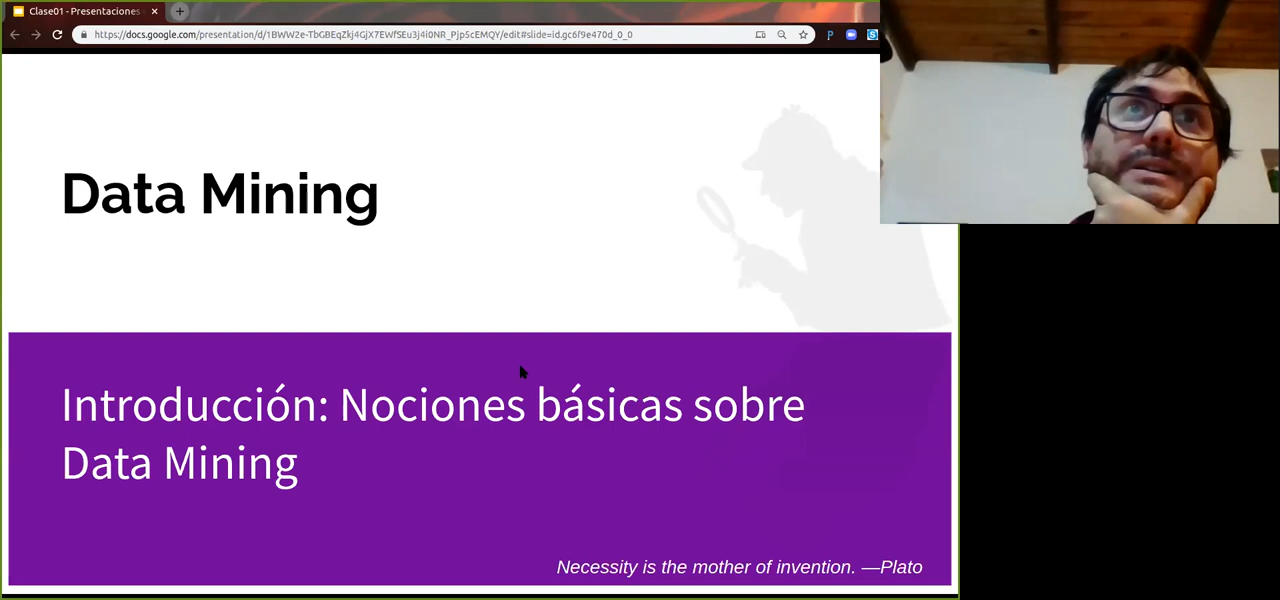 Clase01 - Presentaciones
https://docs.google.com/presentation/d/1BWW2e-TbGBEqZkj4GjX7EWfSEu3j4i0NR_Pjp5cEMQY/edit#slide=id.gc6f9e470d_0_0
Data Mining
Introducción: Nociones básicas sobre
Data Mining
Necessity is the mother of invention. —Plato